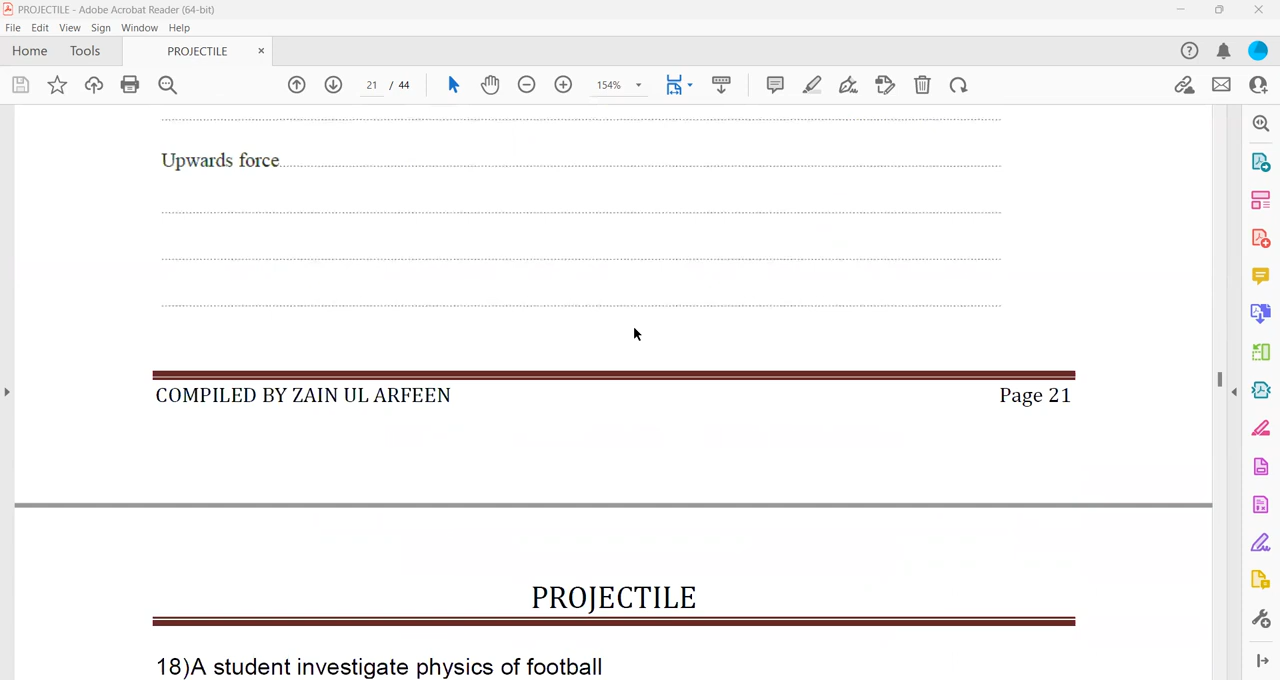 PROJECTILE - Adobe Acrobat Reader (64-bit)
File Edit View Sign Window Help
Home Tools PROJECTILE ×
21 / 44 154%
Upwards force
COMPILED BY ZAIN UL ARFEEN Page 21
PROJECTILE
18)A student investigate physics of football